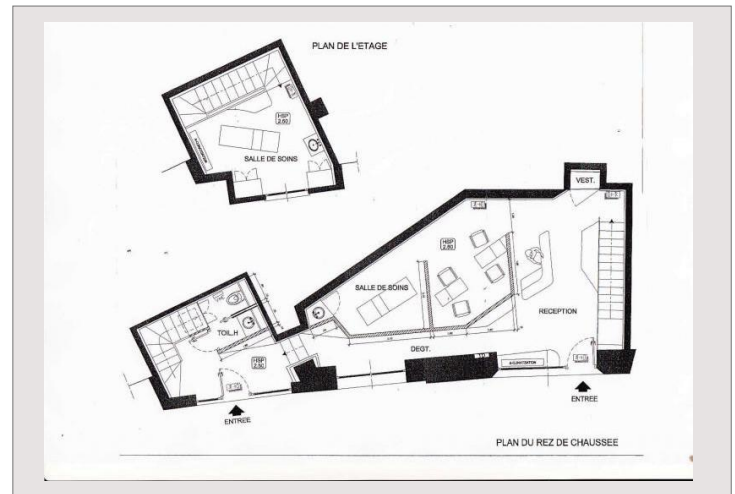 PLAN DE L'ETAGE
HSP
2.50
SALLE DE SOINS
VEST.
HSP
2.60
SALLE DE SOINS
RECEPTION
TOIL.H
DEGT.
HSP
2.50
ENTREE
ENTREE
PLAN DU REZ DE CHAUSSEE